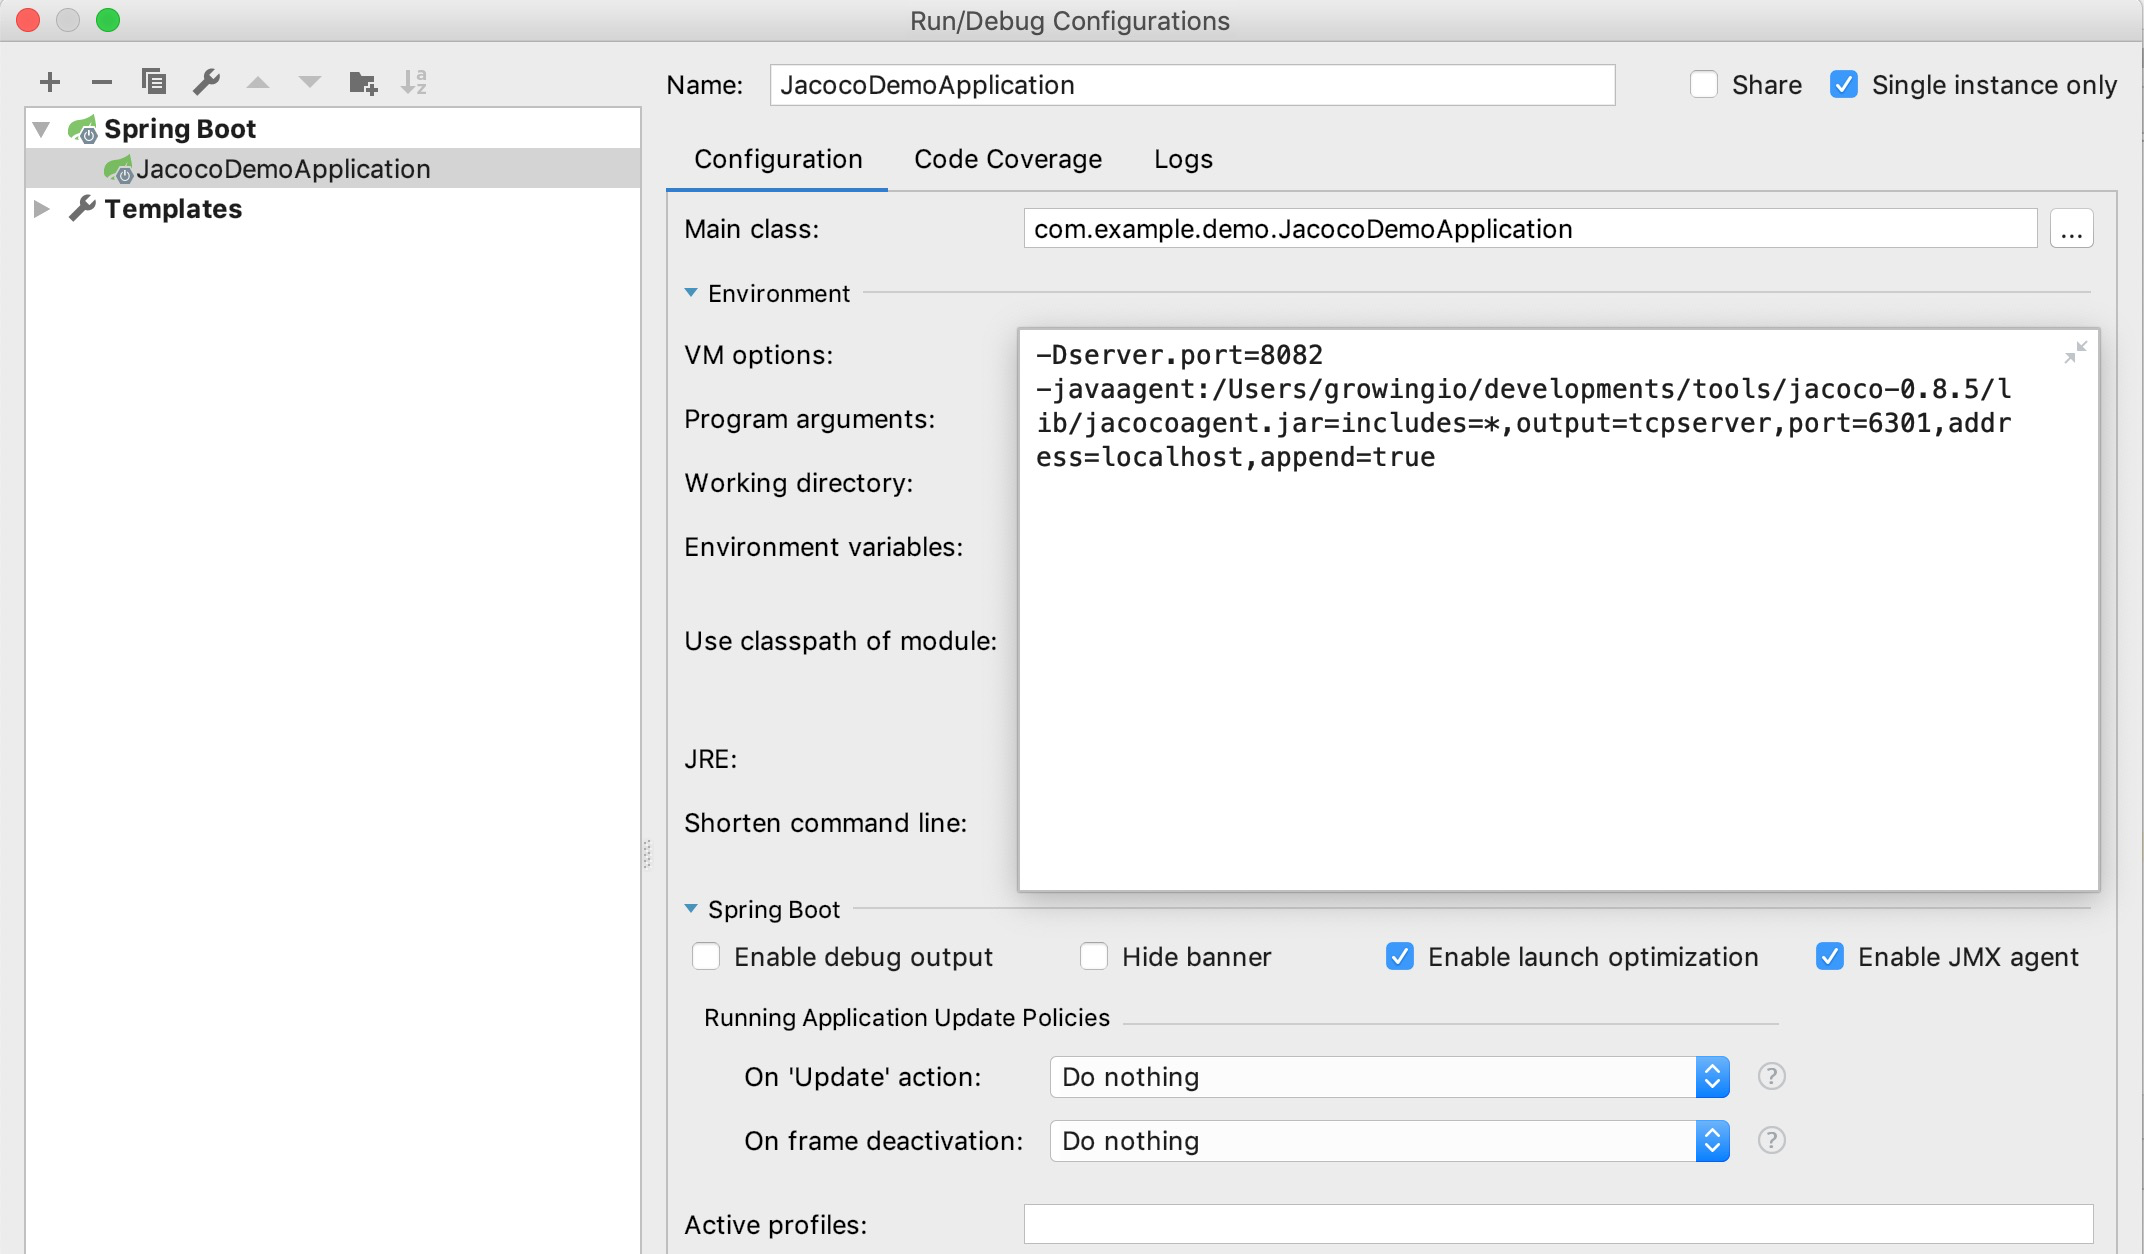 Run/Debug Configurations
Name: JacocoDemoApplication
Share
Single instance only
Spring Boot
JacocoDemoApplication
Templates
Configuration Code Coverage Logs
Main class: com.example.demo.JacocoDemoApplication ...
Environment
VM options:
-Dserver.port=8082
-javaagent:/Users/growingio/developments/tools/jacoco-0.8.5/l
ib/jacocoagent.jar=includes=*,output=tcpserver,port=6301,addr
ess=localhost,append=true
Program arguments:
Working directory:
Environment variables:
Use classpath of module:
JRE:
Shorten command line:
Spring Boot
Enable debug output Hide banner Enable launch optimization Enable JMX agent
Running Application Update Policies
On 'Update' action: Do nothing ?
On frame deactivation: Do nothing ?
Active profiles: